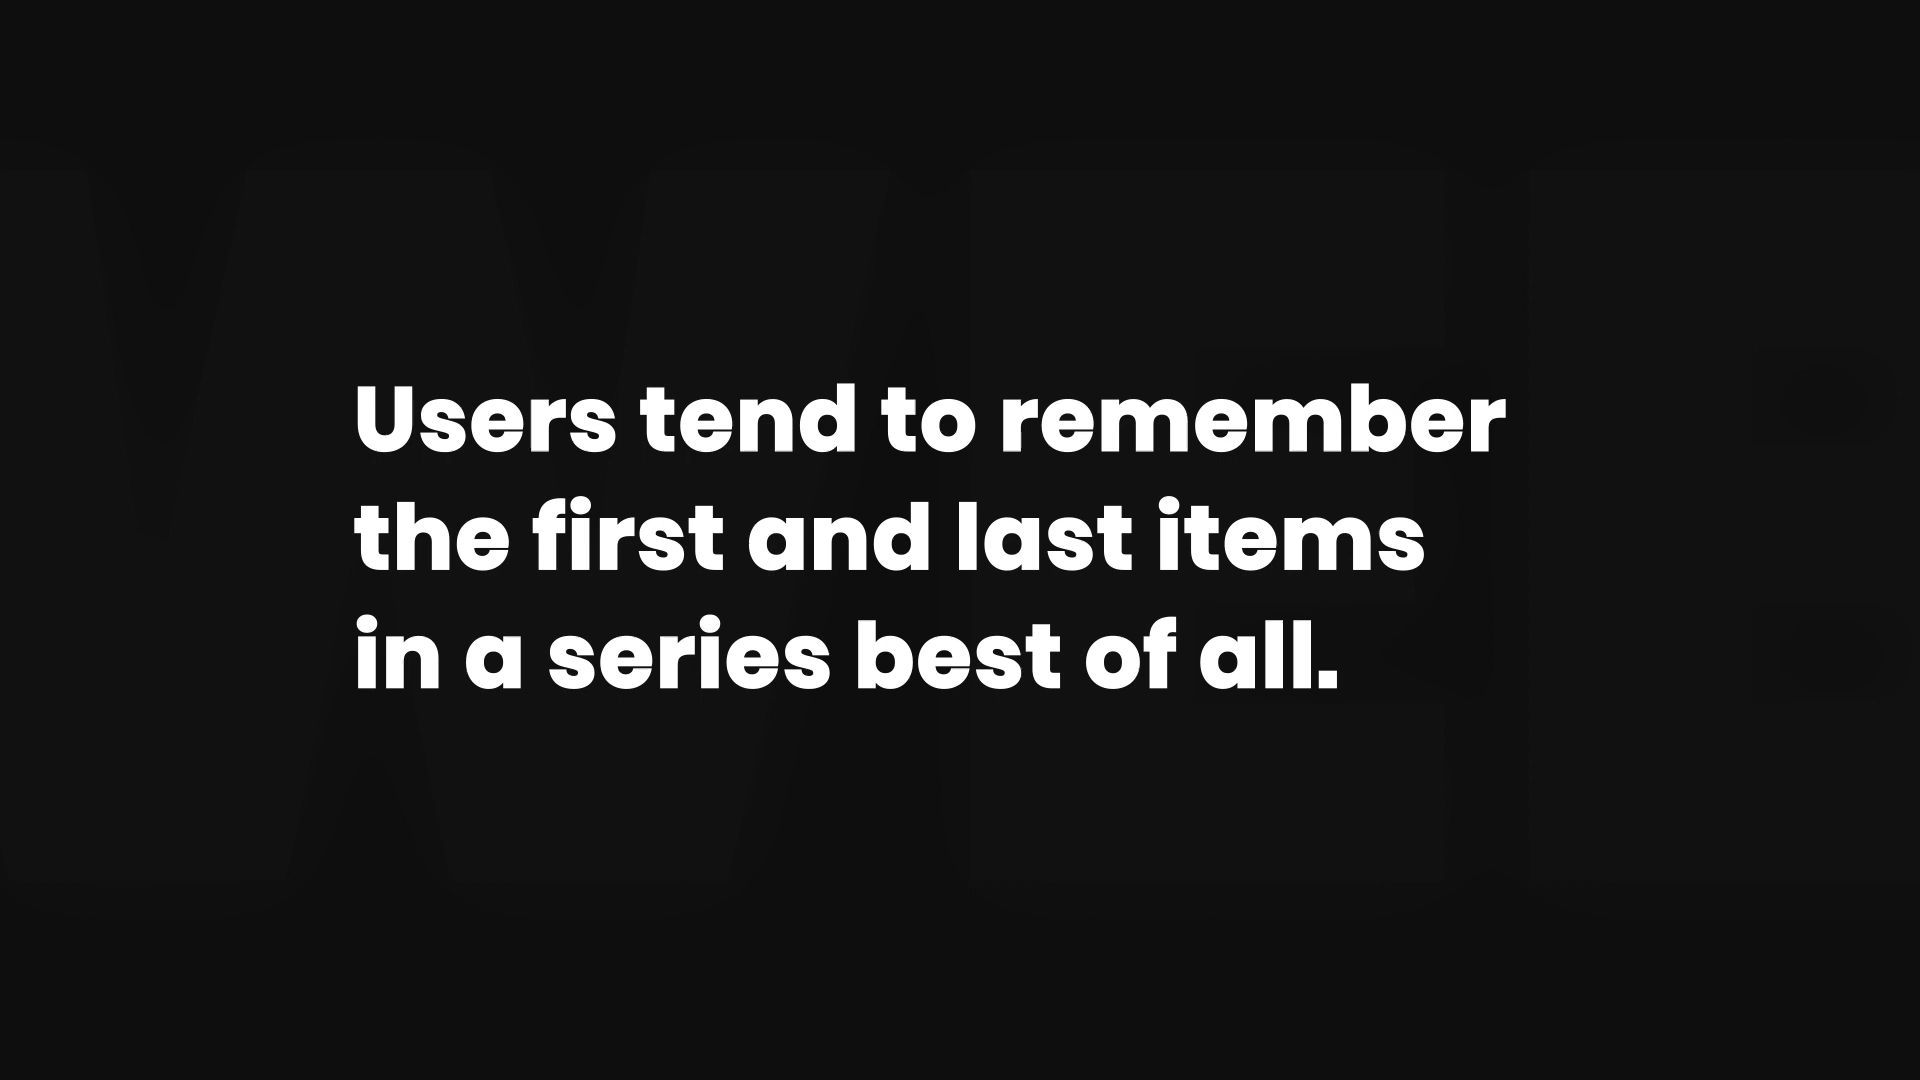 Users tend to remember
the first and last items
in a series best of all.